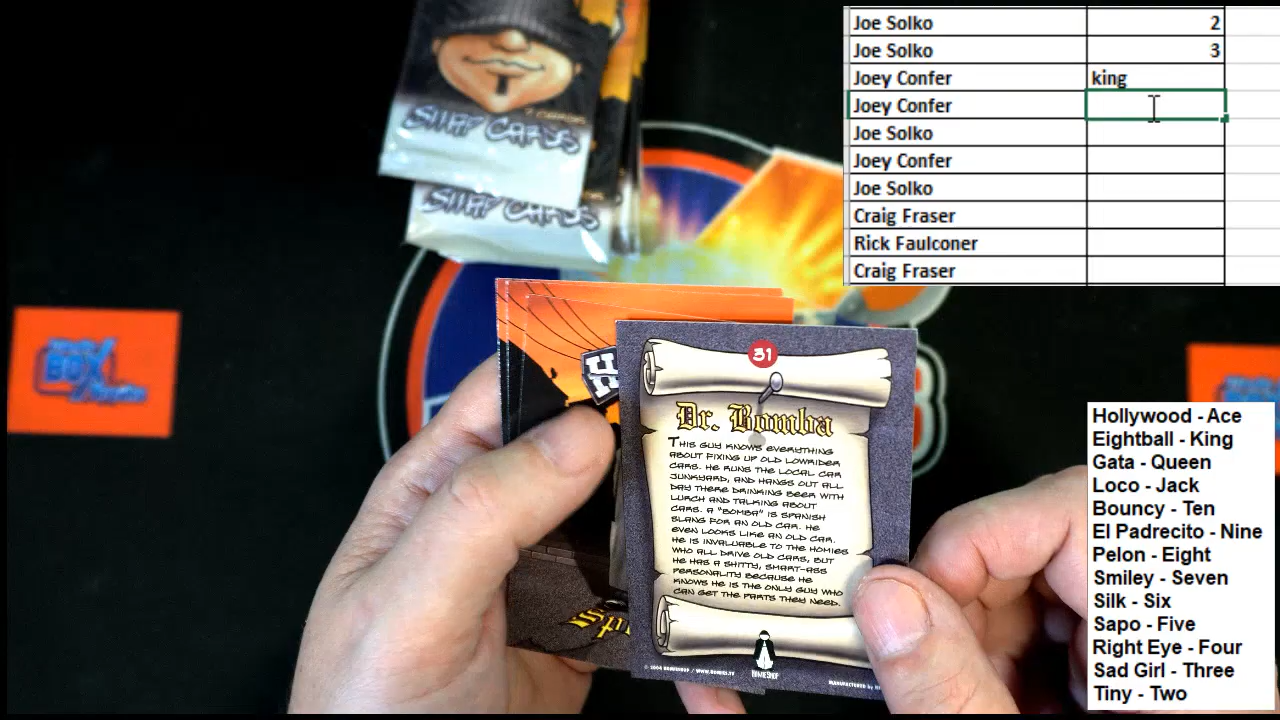 Joe Solko 2
Joe Solko 3
Joey Confer king
Joey Confer
Joe Solko
Joey Confer
Joe Solko
Craig Fraser
Rick Faulconer
Craig Fraser
BOX
31
Dr. Bomba
THIS GUY KNOWS EVERYTHING
ABOUT FIXING UP OLD LOWRIDER
CARS. HE RUNS THE LOCAL CAR
JUNKYARD, AND HANGS OUT ALL
DAY THERE DRINKING BEER WITH
LURCH AND TALKING ABOUT
CARS. A "BOMBA" IS SPANISH
SLANG FOR AN OLD CAR. HE
EVEN LOOKS LIKE AN OLD CAR.
HE IS INVALUABLE TO THE HOMIES
WHO ALL DRIVE OLD CARS, BUT
HE HAS A SHITTY, SMART-ASS
PERSONALITY BECAUSE HE
KNOWS HE IS THE ONLY GUY WHO
CAN GET THE PARTS THEY NEED.
MANUFACTURED by
Hollywood - Ace
Eightball - King
Gata - Queen
Loco - Jack
Bouncy - Ten
El Padrecito - Nine
Pelon - Eight
Smiley - Seven
Silk - Six
Sapo - Five
Right Eye - Four
Sad Girl - Three
Tiny - Two